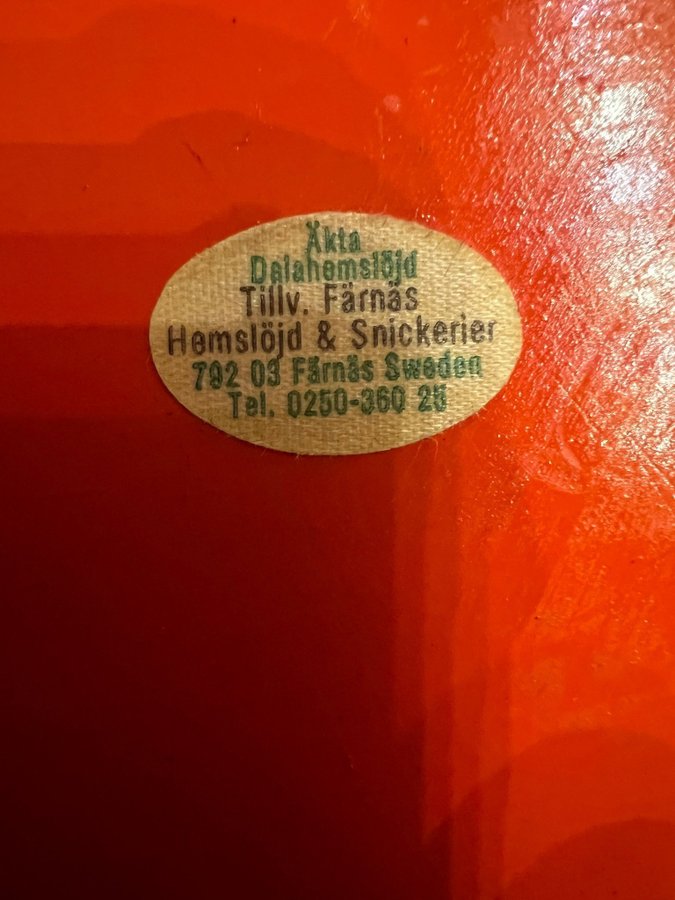 Äkta
Dalahemslöjd
Tillv. Färnäs
Hemslöjd & Snickerier
792 03 Färnäs Sweden
Tel. 0250-360 25